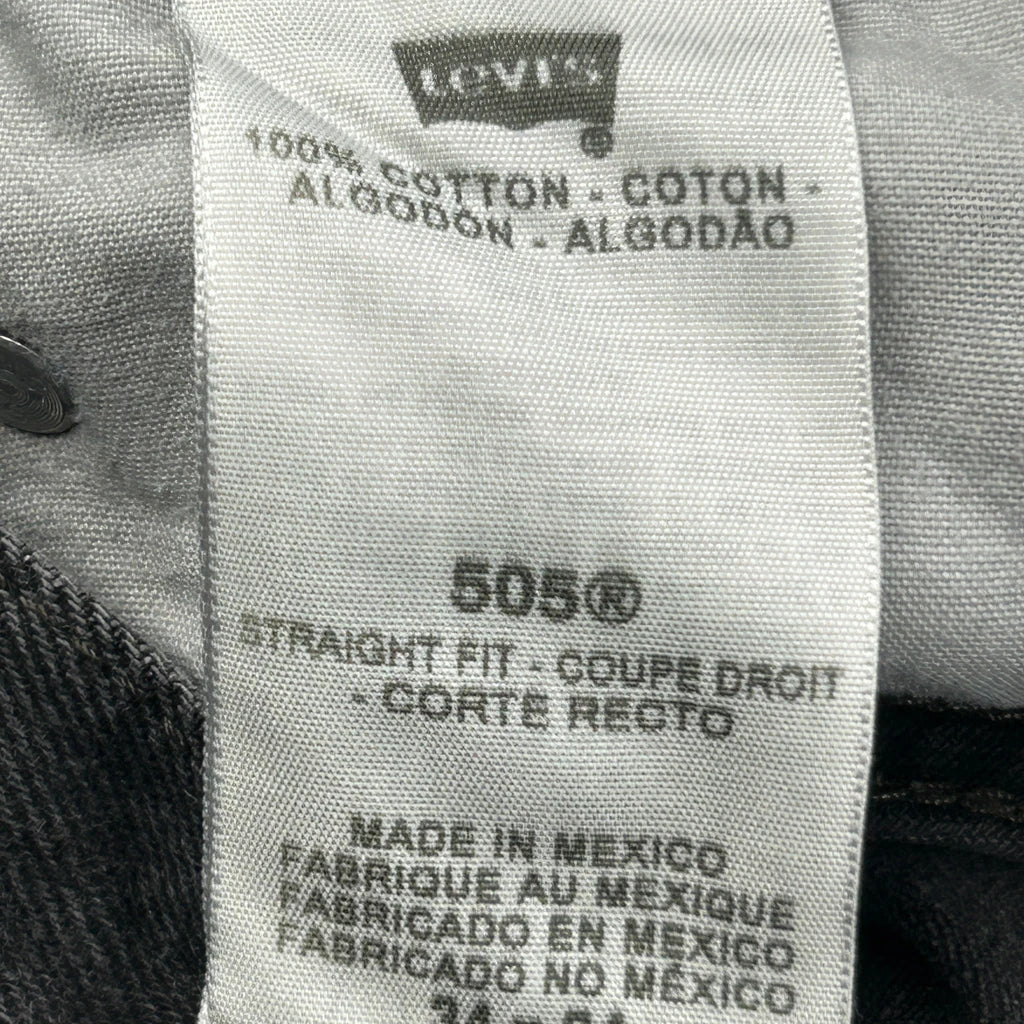 Levi's
®
100% COTTON - COTON -
ALGODÓN - ALGODÃO
505®
STRAIGHT FIT - COUPE DROIT
- CORTE RECTO
MADE IN MEXICO
FABRIQUE AU MEXIQUE
FABRICADO EN MEXICO
FABRICADO NO MÉXICO